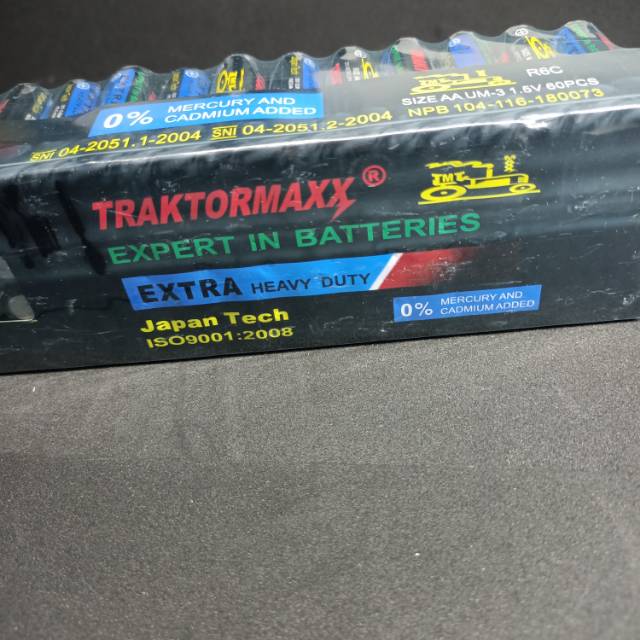 R6C
0% MERCURY AND
CADMIUM ADDED
SIZE AA UM-3 1.5V 60PCS
SNI 04-2051.1-2004 SNI 04-2051.2-2004 NPB 104-116-180073
TRAKTORMAXX®
TMT
EXPERT IN BATTERIES
EXTRA HEAVY DUTY
0% MERCURY AND
CADMIUM ADDED
Japan Tech
ISO9001:2008